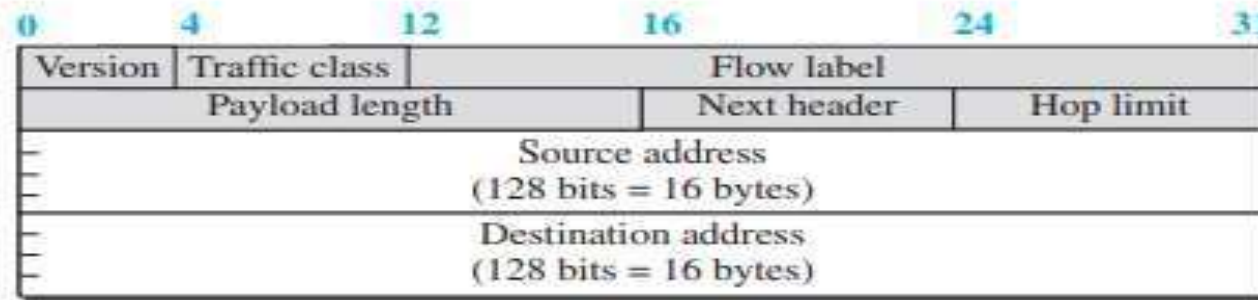 0 4 12 16 24 3
Version Traffic class Flow label
Payload length Next header Hop limit
Source address
(128 bits = 16 bytes)
Destination address
(128 bits = 16 bytes)